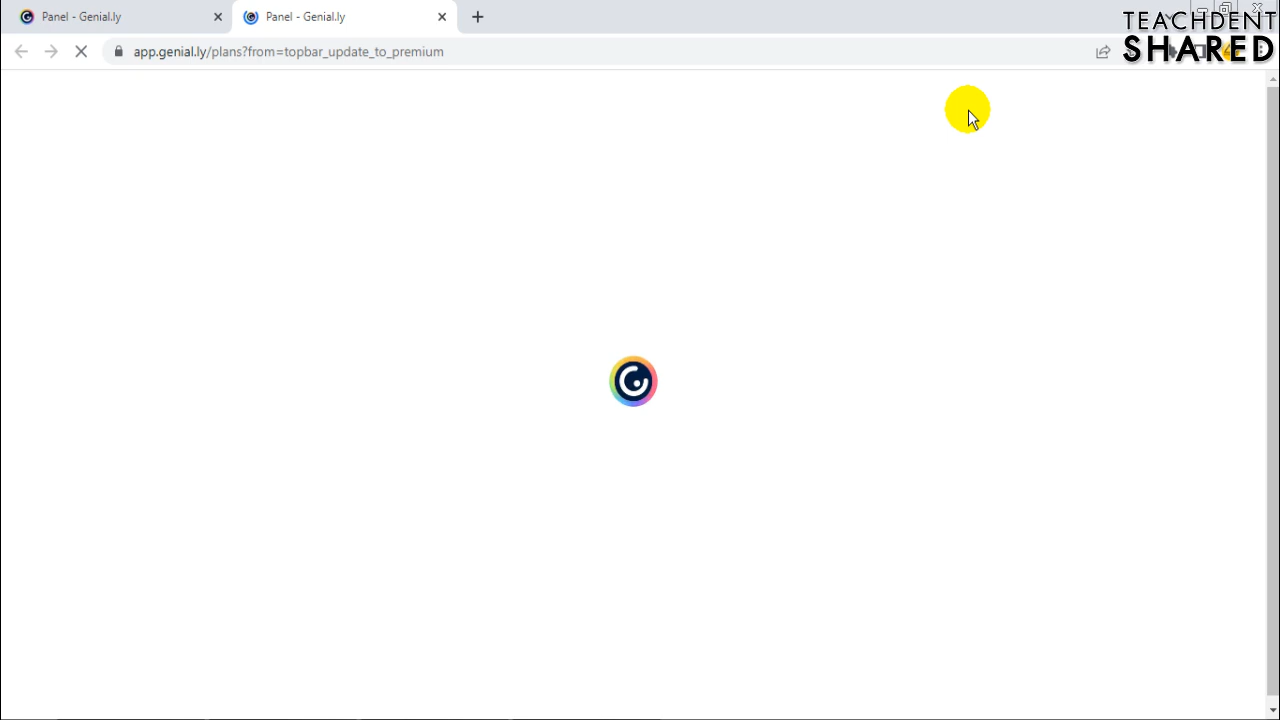 Panel - Genial.ly
Panel - Genial.ly
TEACHDENT
SHARED
app.genial.ly/plans?from=topbar_update_to_premium